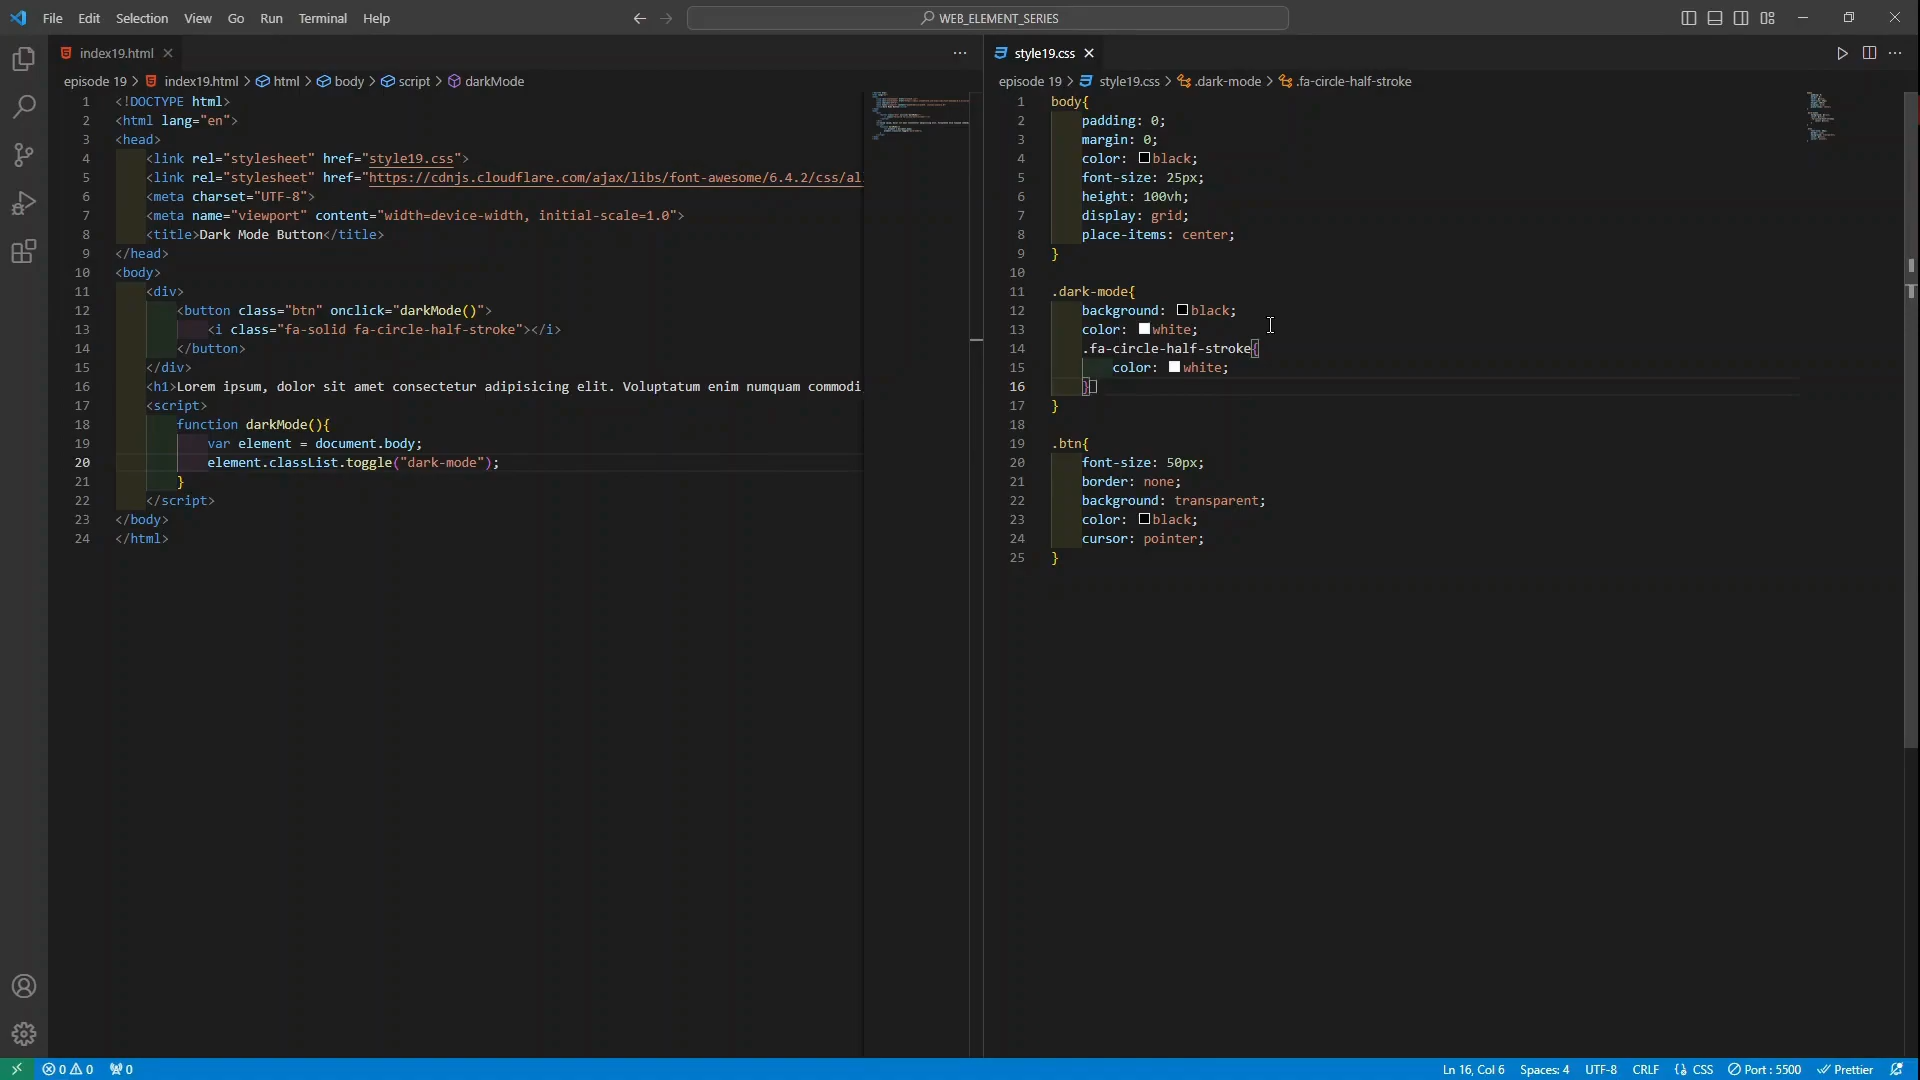 File Edit Selection View Go Run Terminal Help
WEB_ELEMENT_SERIES
index19.html
episode 19 > index19.html > html > body > script > darkMode
1 <!DOCTYPE html>
2 <html lang="en">
3 <head>
4 <link rel="stylesheet" href="style19.css">
5 <link rel="stylesheet" href="https://cdnjs.cloudflare.com/ajax/libs/font-awesome/6.4.2/css/al
6 <meta charset="UTF-8">
7 <meta name="viewport" content="width=device-width, initial-scale=1.0">
8 <title>Dark Mode Button</title>
9 </head>
10 <body>
11 <div>
12 <button class="btn" onclick="darkMode()">
13 <i class="fa-solid fa-circle-half-stroke"></i>
14 </button>
15 </div>
16 <h1>Lorem ipsum, dolor sit amet consectetur adipisicing elit. Voluptatum enim numquam commodi
17 <script>
18 function darkMode(){
19 var element = document.body;
20 element.classList.toggle("dark-mode");
21 }
22 </script>
23 </body>
24 </html>
style19.css
episode 19 > style19.css > .dark-mode > .fa-circle-half-stroke
1 body{
2 padding: 0;
3 margin: 0;
4 color: black;
5 font-size: 25px;
6 height: 100vh;
7 display: grid;
8 place-items: center;
9 }
10
11 .dark-mode{
12 background: black;
13 color: white;
14 .fa-circle-half-stroke{
15 color: white;
16 }
17 }
18
19 .btn{
20 font-size: 50px;
21 border: none;
22 background: transparent;
23 color: black;
24 cursor: pointer;
25 }
0 0 0
Ln 16, Col 6 Spaces: 4 UTF-8 CRLF {} CSS Port : 5500 Prettier